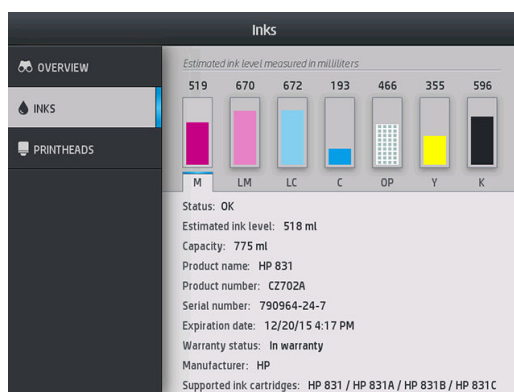 Inks
OVERVIEW
INKS
PRINTHEADS
Estimated ink level measured in milliliters
519 670 672 193 466 355 596
M LM LC C OP Y K
Status: OK
Estimated ink level: 518 ml
Capacity: 775 ml
Product name: HP 831
Product number: CZ702A
Serial number: 790964-24-7
Expiration date: 12/20/15 4:17 PM
Warranty status: In warranty
Manufacturer: HP
Supported ink cartridges: HP 831 / HP 831A / HP 831B / HP 831C